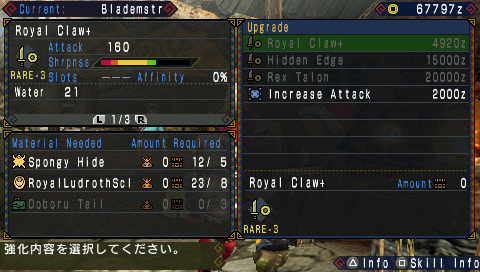 Current: Blademstr
67797z
Royal Claw+
Attack 160
Shrpnss
Slots --- Affinity 0%
RARE-3
Water 21
L 1/3 R
Upgrade
Royal Claw+ 4920z
Hidden Edge 15000z
Rex Talon 20000z
Increase Attack 2000z
Material Needed Amount Required
Spongy Hide 0 12/ 5
RoyalLudrothScl 0 23/ 8
Doboru Tail 0 0/ 3
Royal Claw+ Amount 0
RARE-3
強化内容を選択してください。
△ Info □ Skill Info